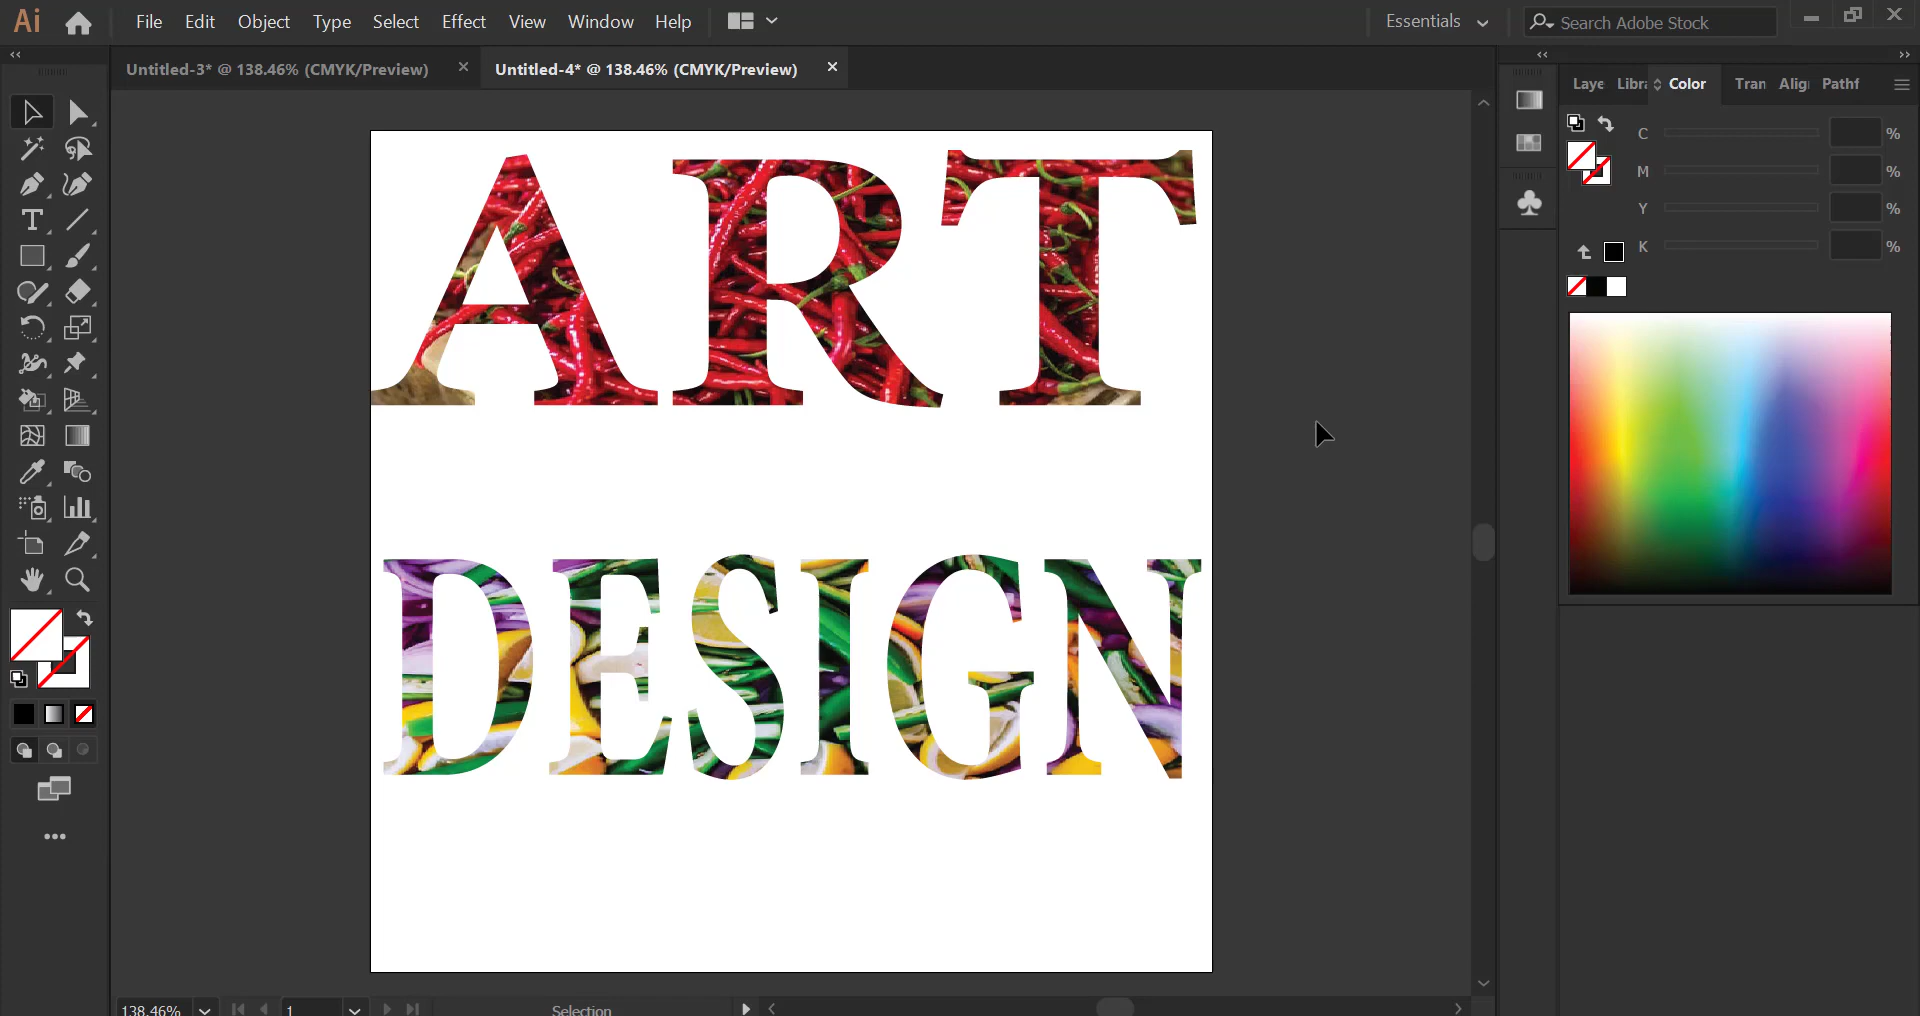 Ai File Edit Object Type Select Effect View Window Help Essentials Search Adobe Stock
Untitled-3* @ 138.46% (CMYK/Preview) Untitled-4* @ 138.46% (CMYK/Preview)
Laye Libra Color Tran Alig Pathf
C %
M %
Y %
K %
ART
DESIGN
138.46% 1 Selection